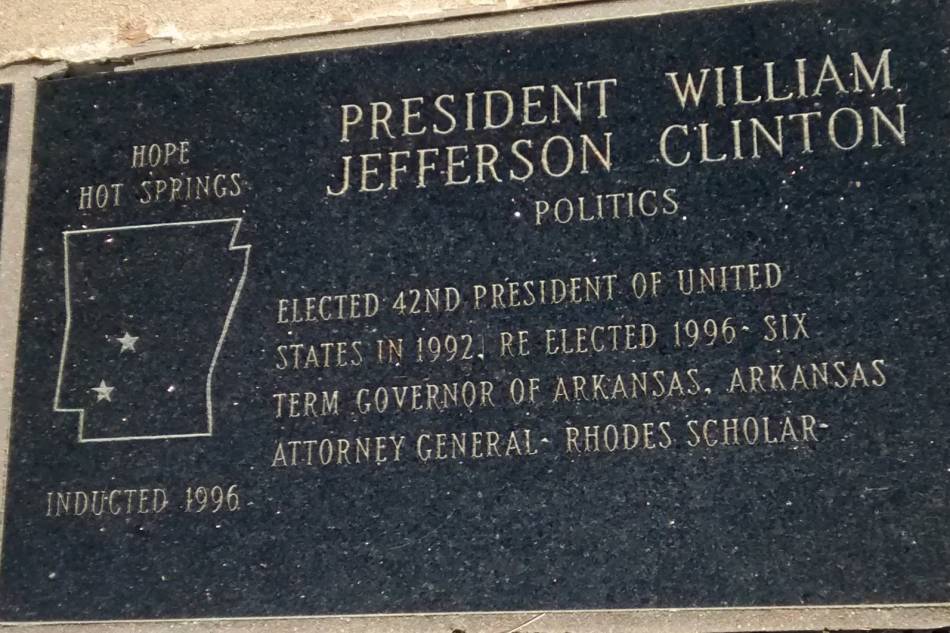 HOPE
HOT SPRINGS
PRESIDENT WILLIAM
JEFFERSON CLINTON
POLITICS
ELECTED 42ND PRESIDENT OF UNITED
STATES IN 1992, RE ELECTED 1996- SIX
TERM GOVERNOR OF ARKANSAS, ARKANSAS
ATTORNEY GENERAL- RHODES SCHOLAR-
INDUCTED 1996